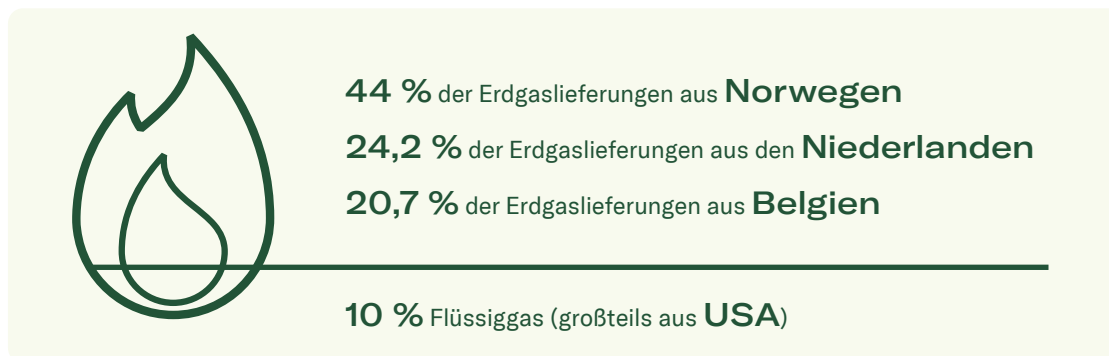 44 % der Erdgaslieferungen aus Norwegen
24,2 % der Erdgaslieferungen aus den Niederlanden
20,7 % der Erdgaslieferungen aus Belgien
10 % Flüssiggas (großteils aus USA)